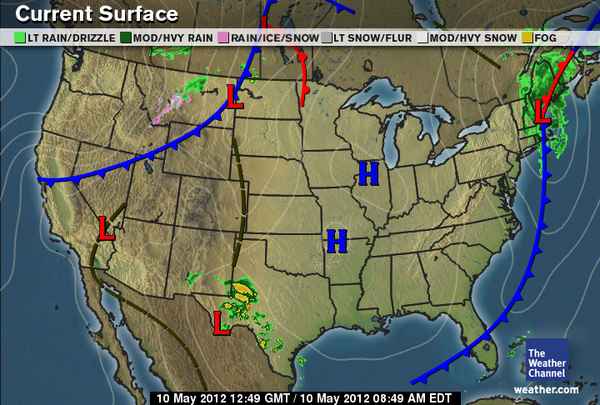 Current Surface
LT RAIN/DRIZZLE MOD/HVY RAIN RAIN/ICE/SNOW LT SNOW/FLUR MOD/HVY SNOW FOG
L
L
L
H
L
H
L
The
Weather
Channel
weather.com
10 May 2012 12:49 GMT / 10 May 2012 08:49 AM EDT